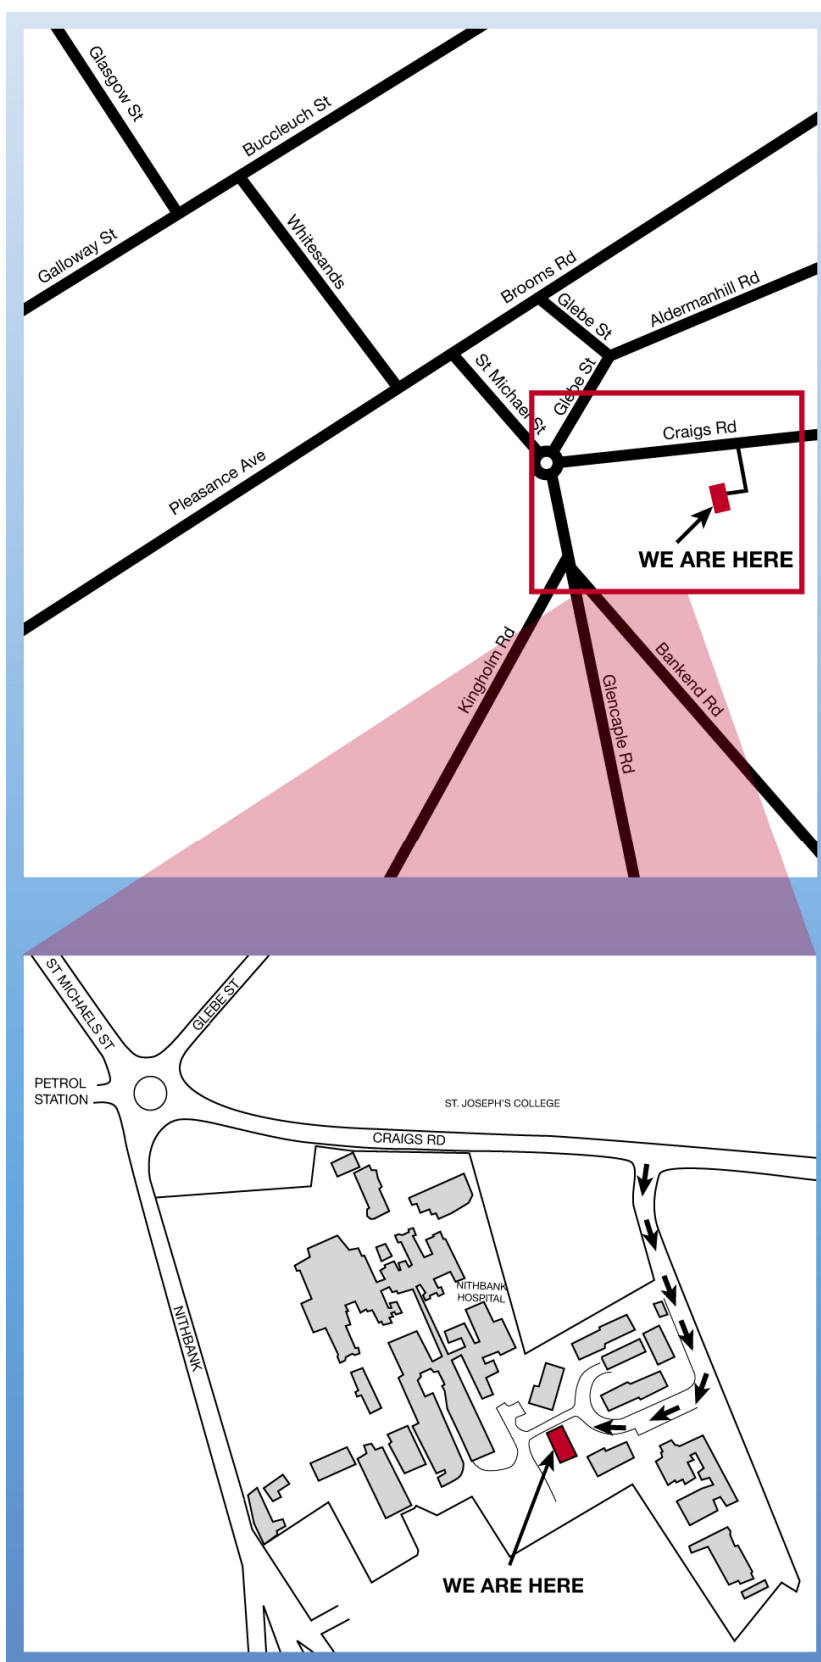 Glasgow St
Buccleuch St
Galloway St
Whitesands
Brooms Rd
Glebe St
Aldermanhill Rd
St Michael St
Glebe St
Craigs Rd
Pleasance Ave
WE ARE HERE
Kingholm Rd
Glencaple Rd
Bankend Rd
ST MICHAELS ST
GLEBE ST
PETROL
STATION
ST. JOSEPH'S COLLEGE
CRAIGS RD
NITHBANK
HOSPITAL
NITHBANK
WE ARE HERE